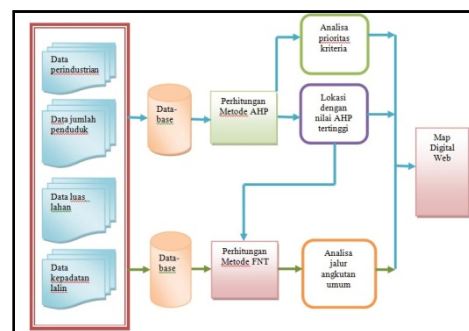 Data
perindustrian
Data jumlah
penduduk
Data luas
lahan
Data
kepadatan
lalin
Data-
base
Data-
base
Perhitungan
Metode AHP
Perhitungan
Metode FNT
Analisa
prioritas
kriteria
Lokasi
dengan
nilai AHP
tertinggi
Analisa
jalur
angkutan
umum
Map
Digital
Web